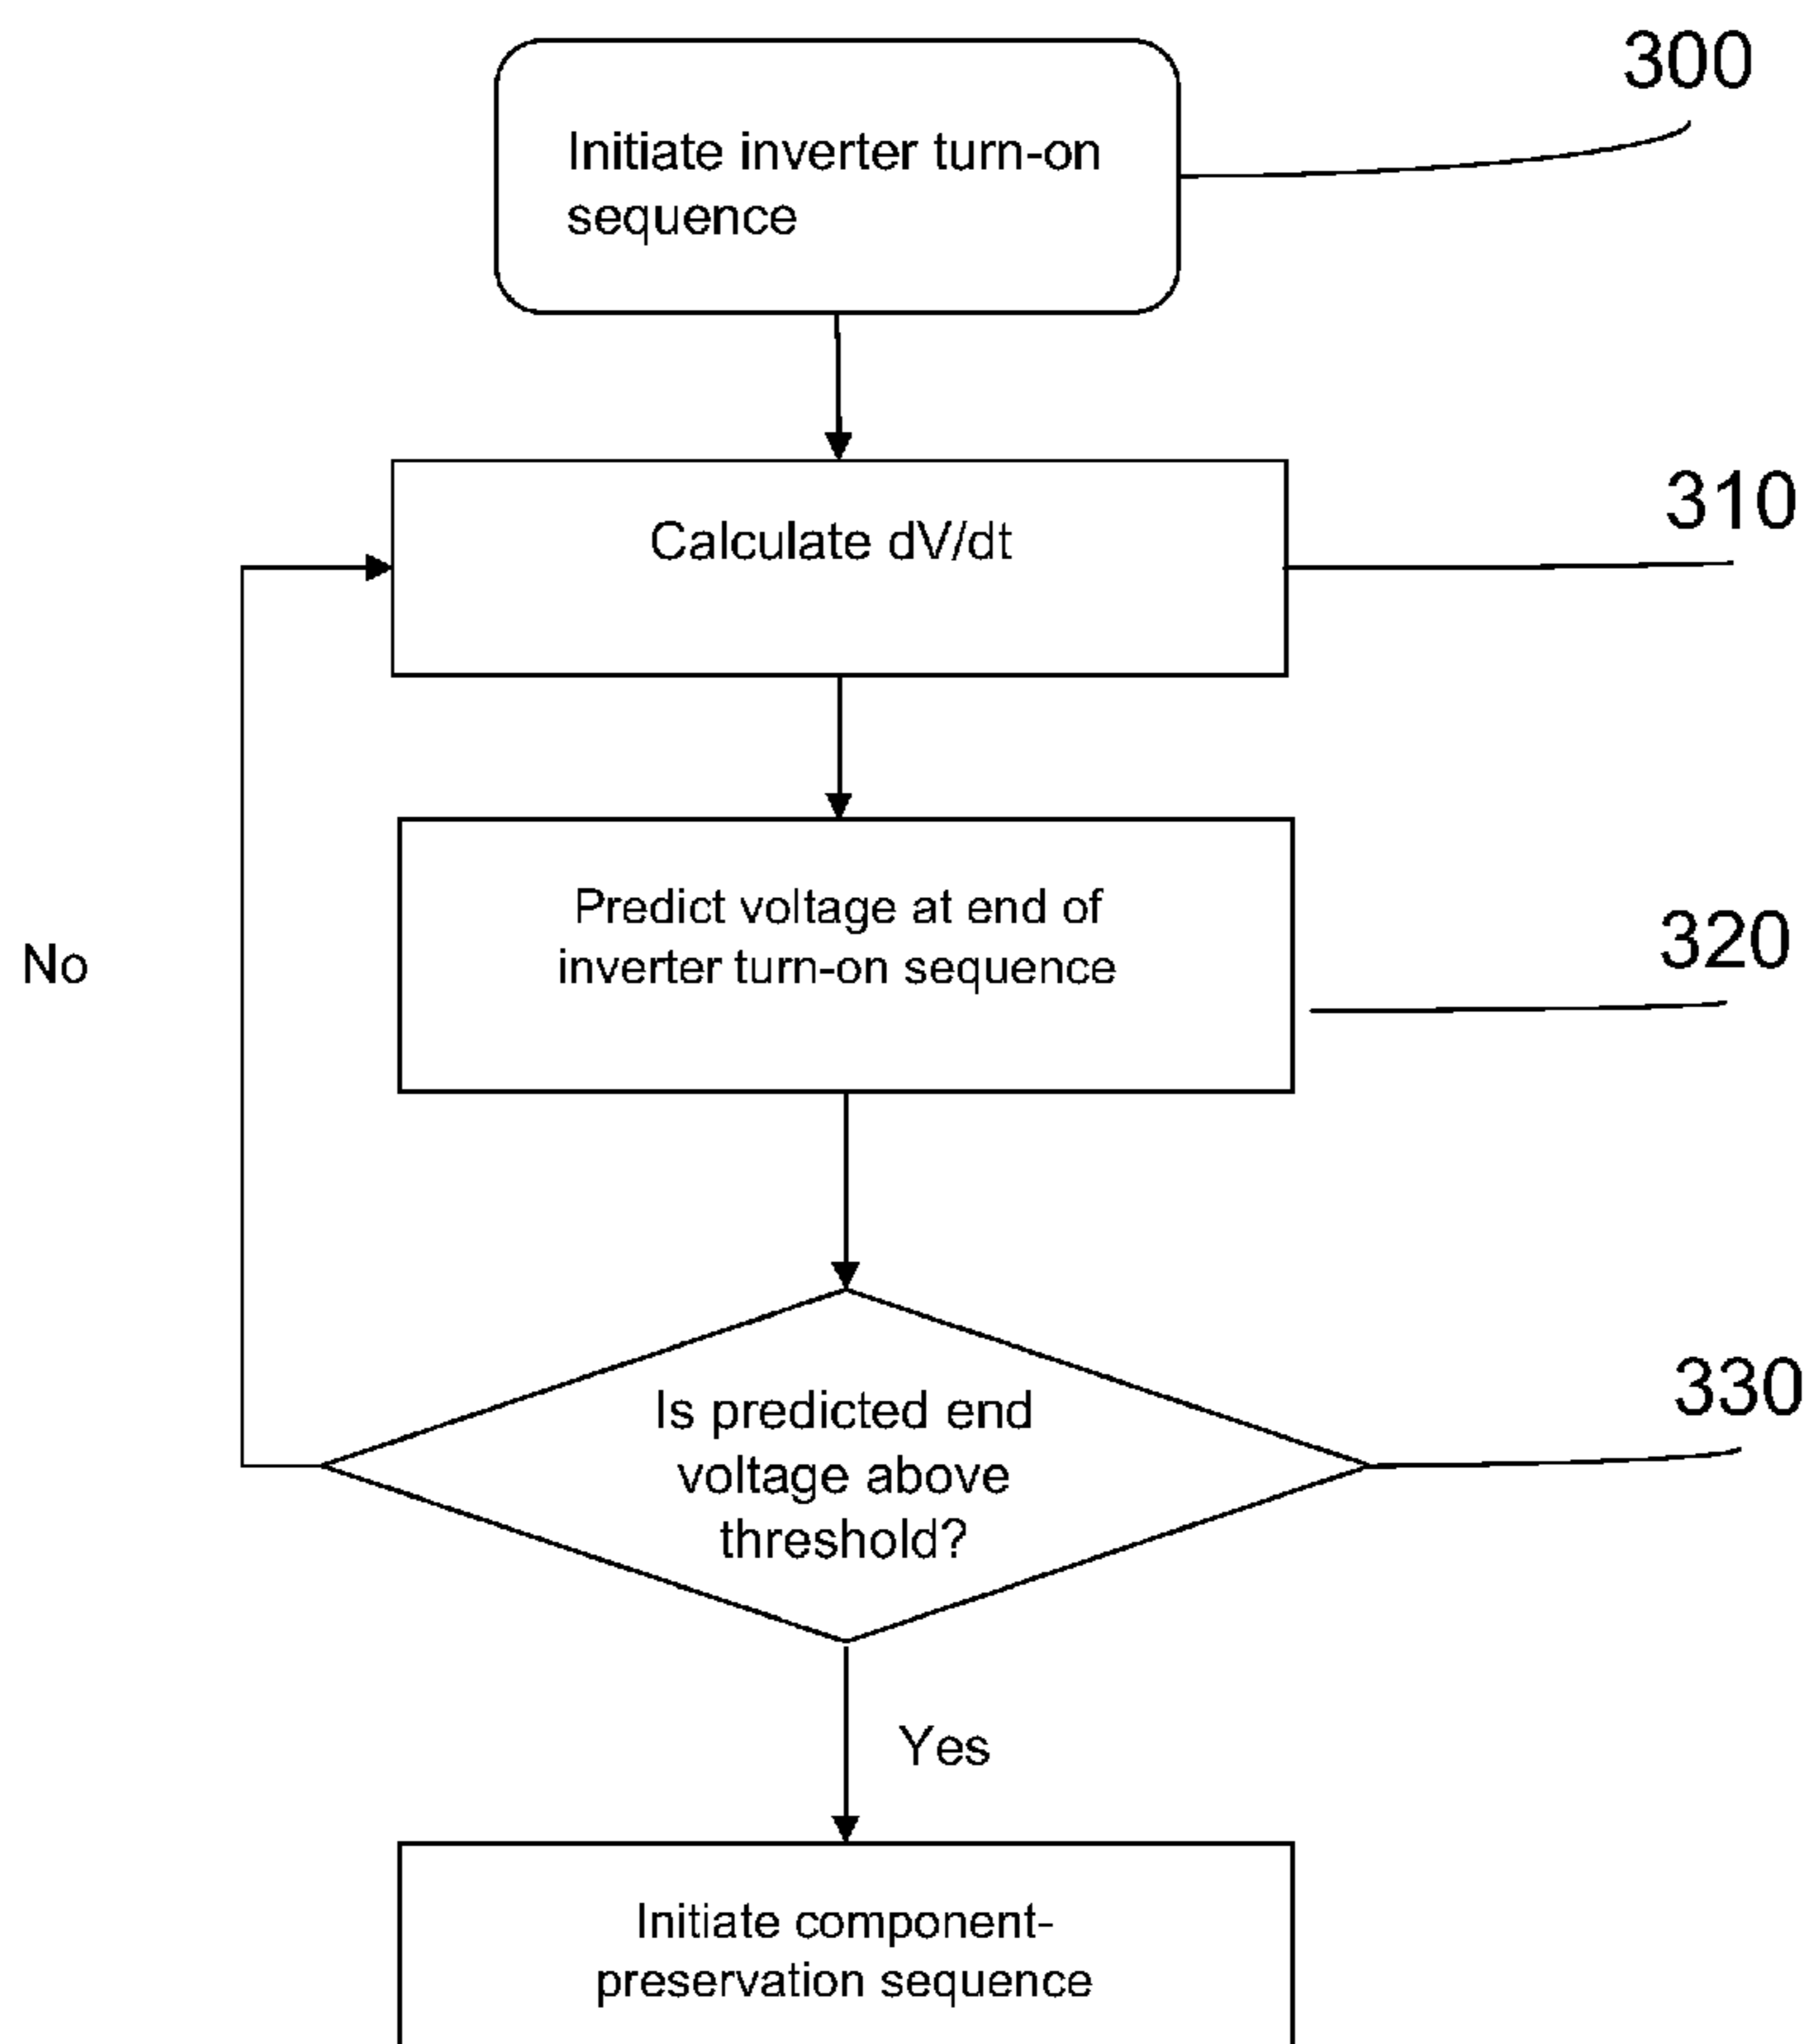 300
Initiate inverter turn-on
sequence
310
Calculate dV/dt
Predict voltage at end of
inverter turn-on sequence
320
No
330
Is predicted end
voltage above
threshold?
Yes
Initiate component-
preservation sequence